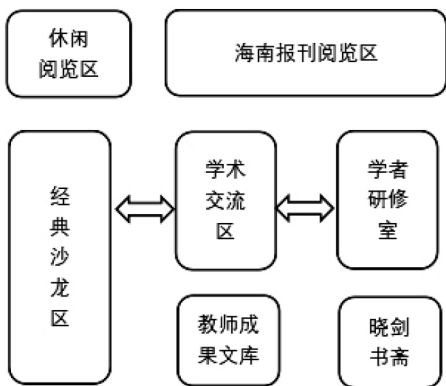 休闲
阅览区
海南报刊阅览区
经
典
沙
龙
区
学术
交流
区
学者
研修
室
教师成
果文库
晓剑
书斋